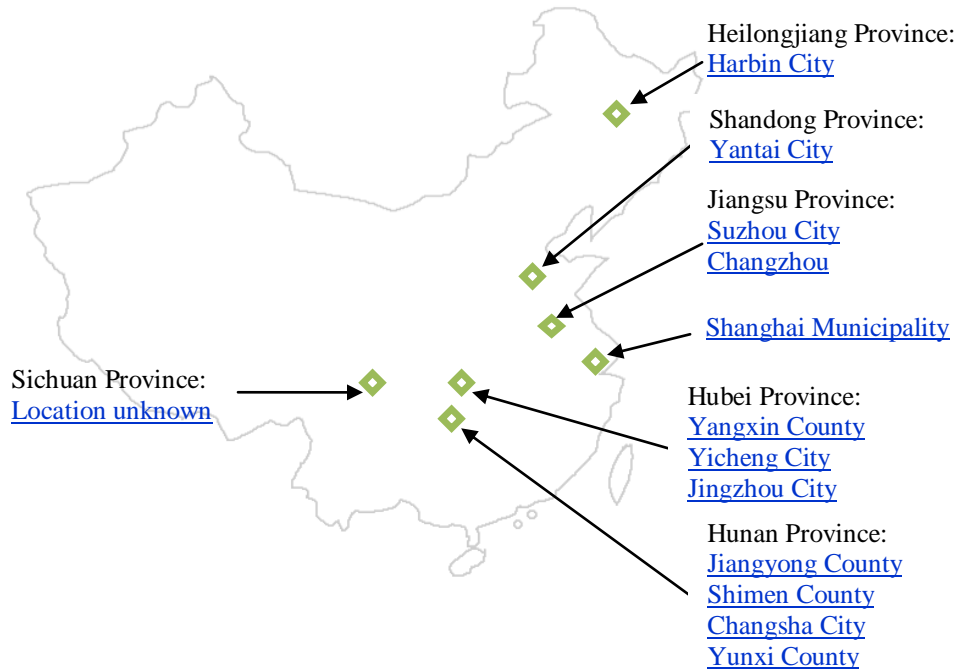 Heilongjiang Province:
Harbin City
Shandong Province:
Yantai City
Jiangsu Province:
Suzhou City
Changzhou
Shanghai Municipality
Sichuan Province:
Location unknown
Hubei Province:
Yangxin County
Yicheng City
Jingzhou City
Hunan Province:
Jiangyong County
Shimen County
Changsha City
Yunxi County